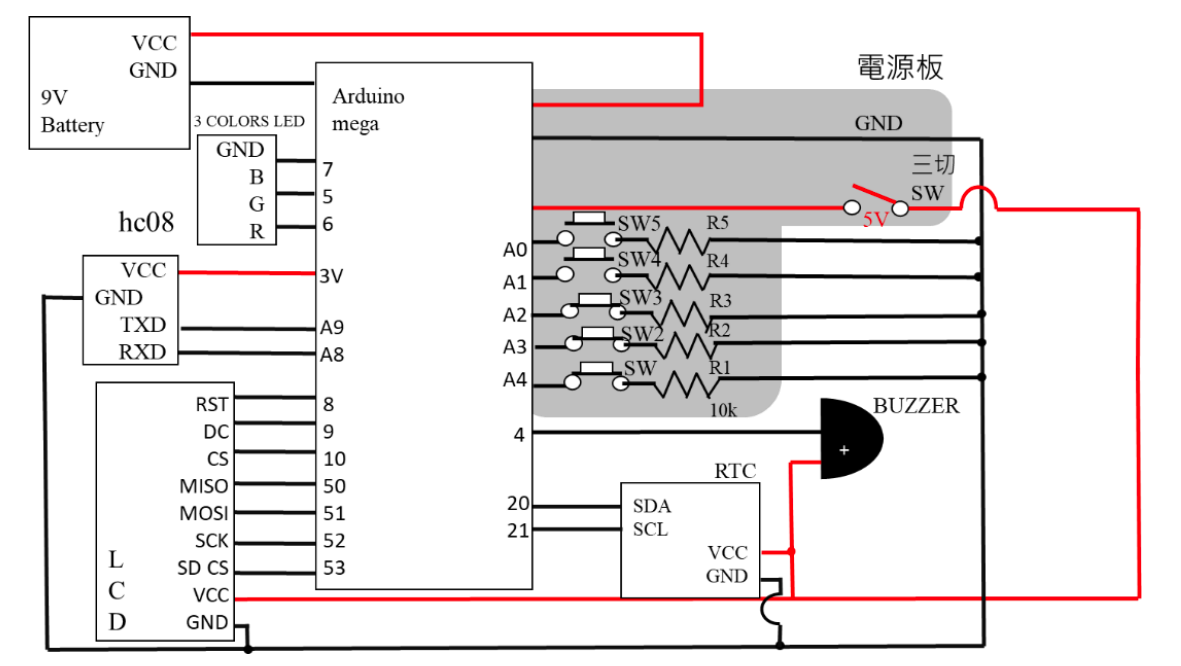 VCC
GND
9V
Battery
3 COLORS LED
GND
B
G
R
hc08
VCC
GND
TXD
RXD
RST
DC
CS
MISO
MOSI
SCK
SD CS
VCC
GND
L
C
D
Arduino
mega
7
5
6
3V
A9
A8
8
9
10
50
51
52
53
A0
A1
A2
A3
A4
4
20
21
電源板
GND
三切
SW
5V
SW5
R5
SW4
R4
SW3
R3
SW2
R2
SW
R1
10k
BUZZER
+
RTC
SDA
SCL
VCC
GND